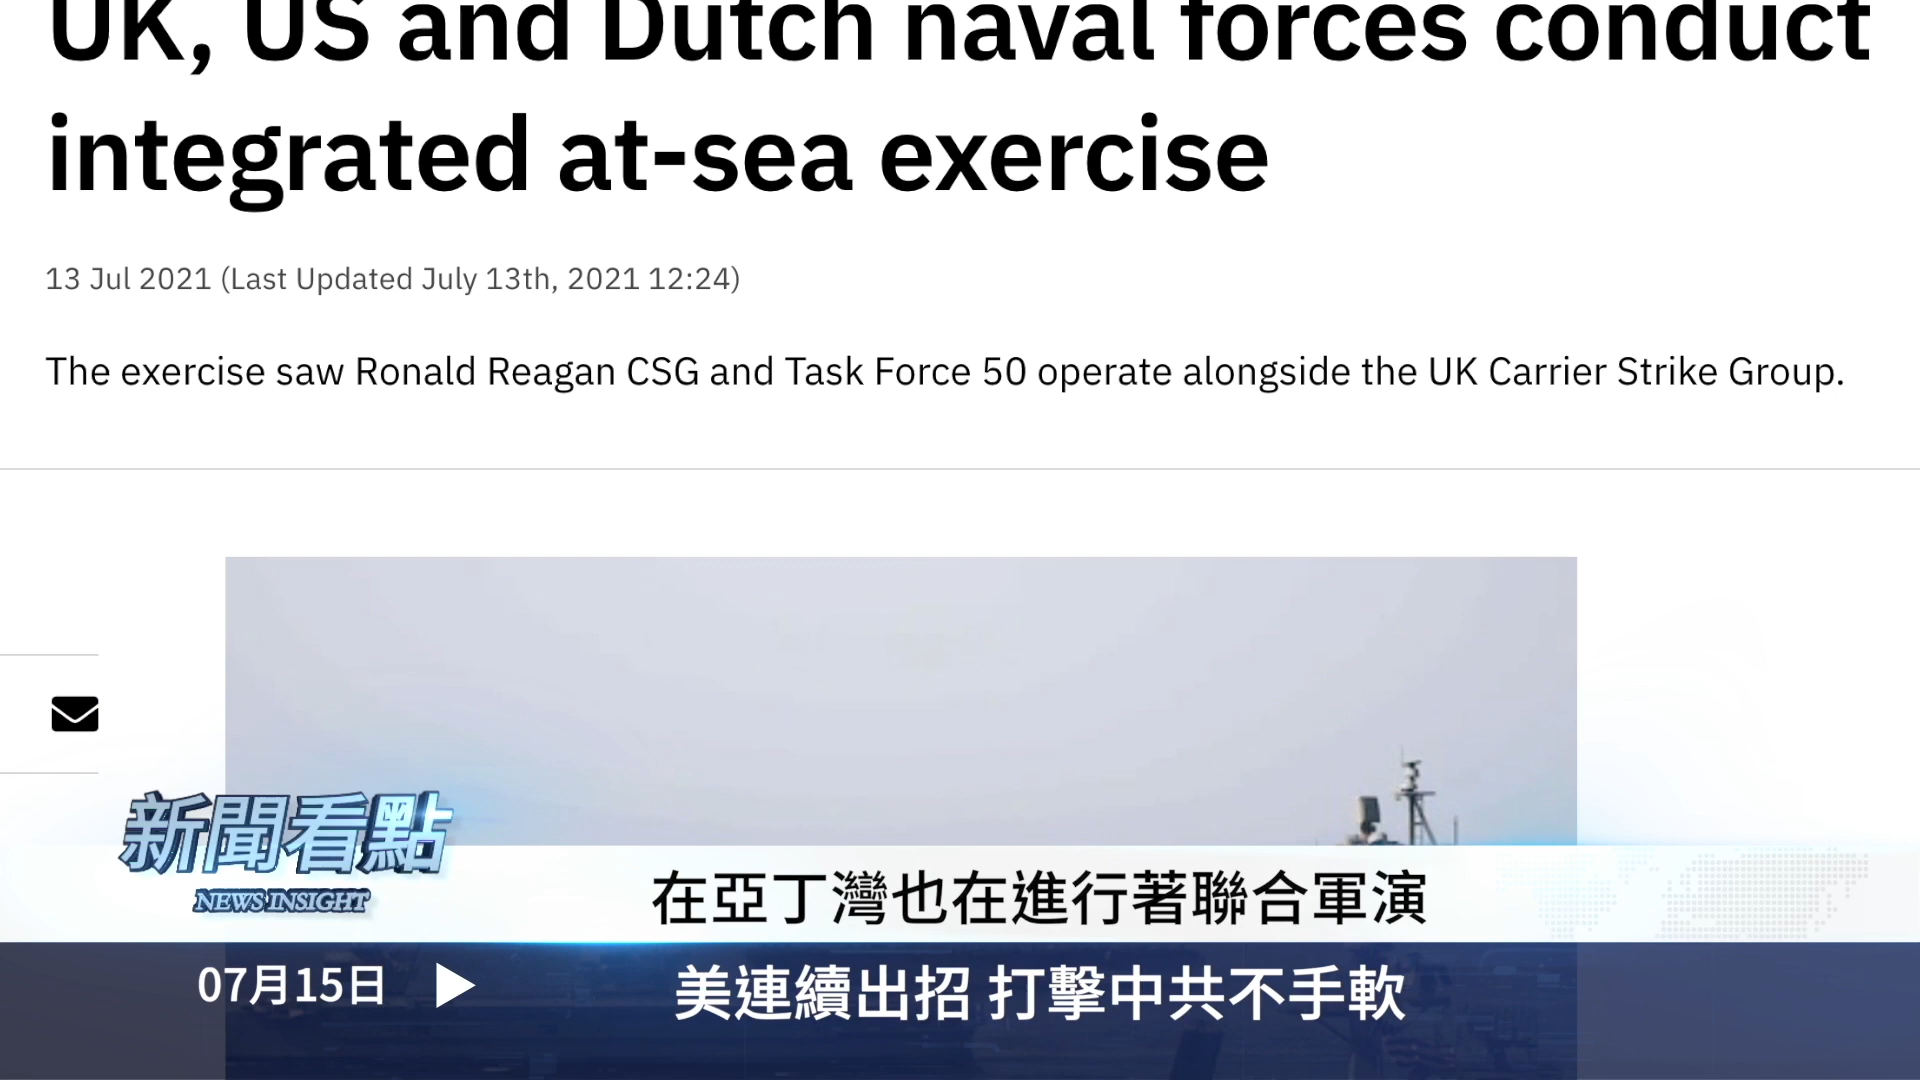 UK, US and Dutch naval forces conduct
integrated at-sea exercise
13 Jul 2021 (Last Updated July 13th, 2021 12:24)
The exercise saw Ronald Reagan CSG and Task Force 50 operate alongside the UK Carrier Strike Group.
新聞看點
NEWS INSIGHT
在亞丁灣也在進行著聯合軍演
07月15日
美連續出招 打擊中共不手軟